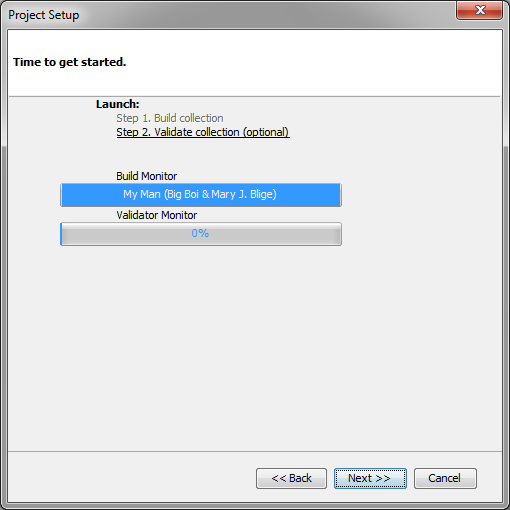 Project Setup
Time to get started.
Launch:
Step 1. Build collection
Step 2. Validate collection (optional)
Build Monitor
My Man (Big Boi & Mary J. Blige)
Validator Monitor
0%
<< Back
Next >>
Cancel